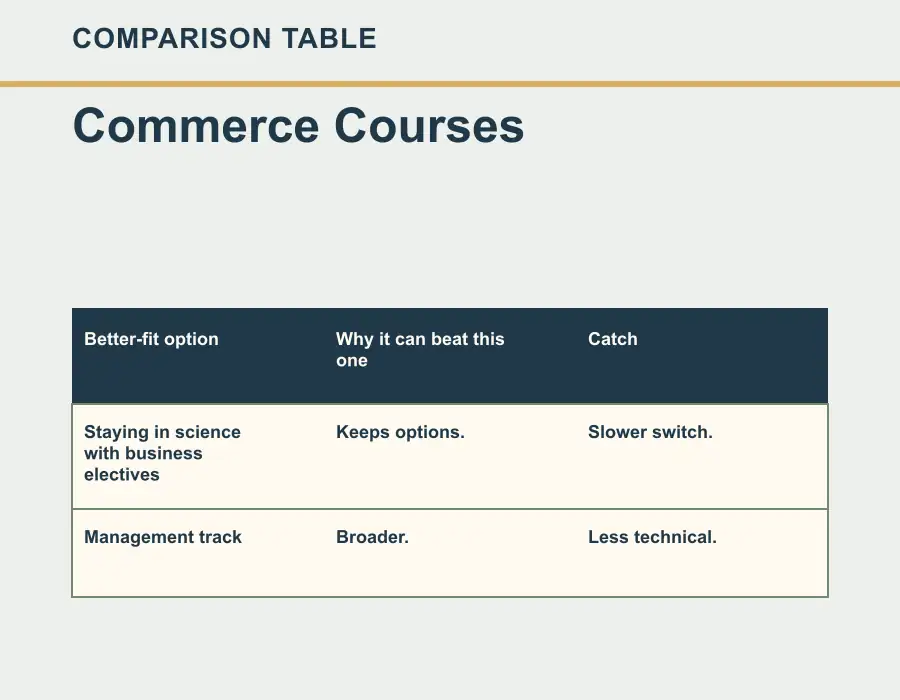 COMPARISON TABLE
Commerce Courses
Better-fit option
Why it can beat this
one
Catch
Staying in science
with business
electives
Keeps options.
Slower switch.
Management track
Broader.
Less technical.